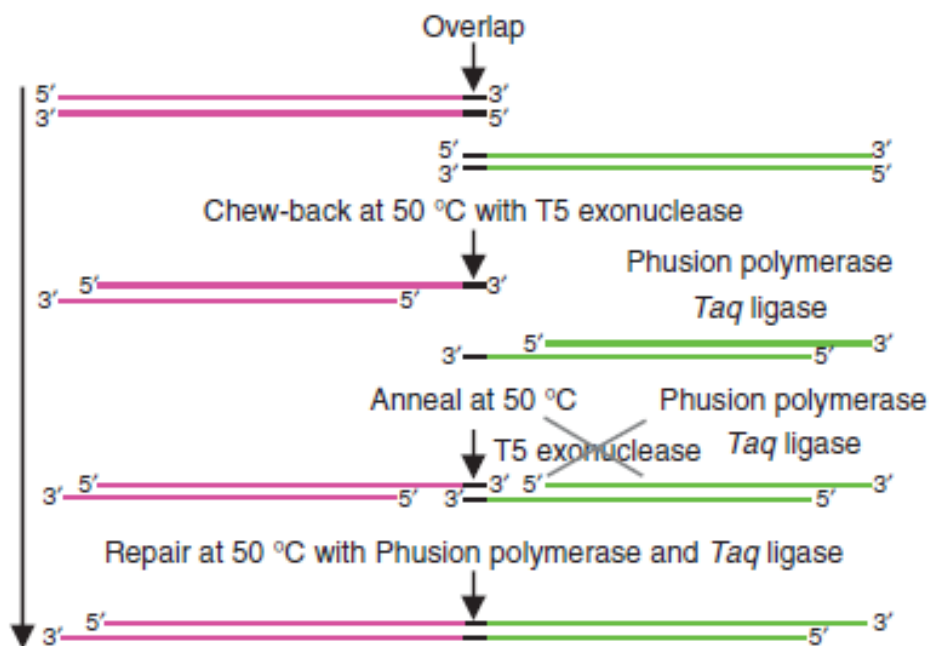 Overlap
5′ 3′
3′ 5′
5′ 3′
3′ 5′
Chew-back at 50 ºC with T5 exonuclease
Phusion polymerase
5′ 3′
3′ 5′
Taq ligase
5′ 3′
3′ 5′
Anneal at 50 ºC Phusion polymerase
T5 exonuclease Taq ligase
5′ 3′ 5′ 3′
3′ 5′ 3′ 5′
Repair at 50 ºC with Phusion polymerase and Taq ligase
5′ 3′
3′ 5′